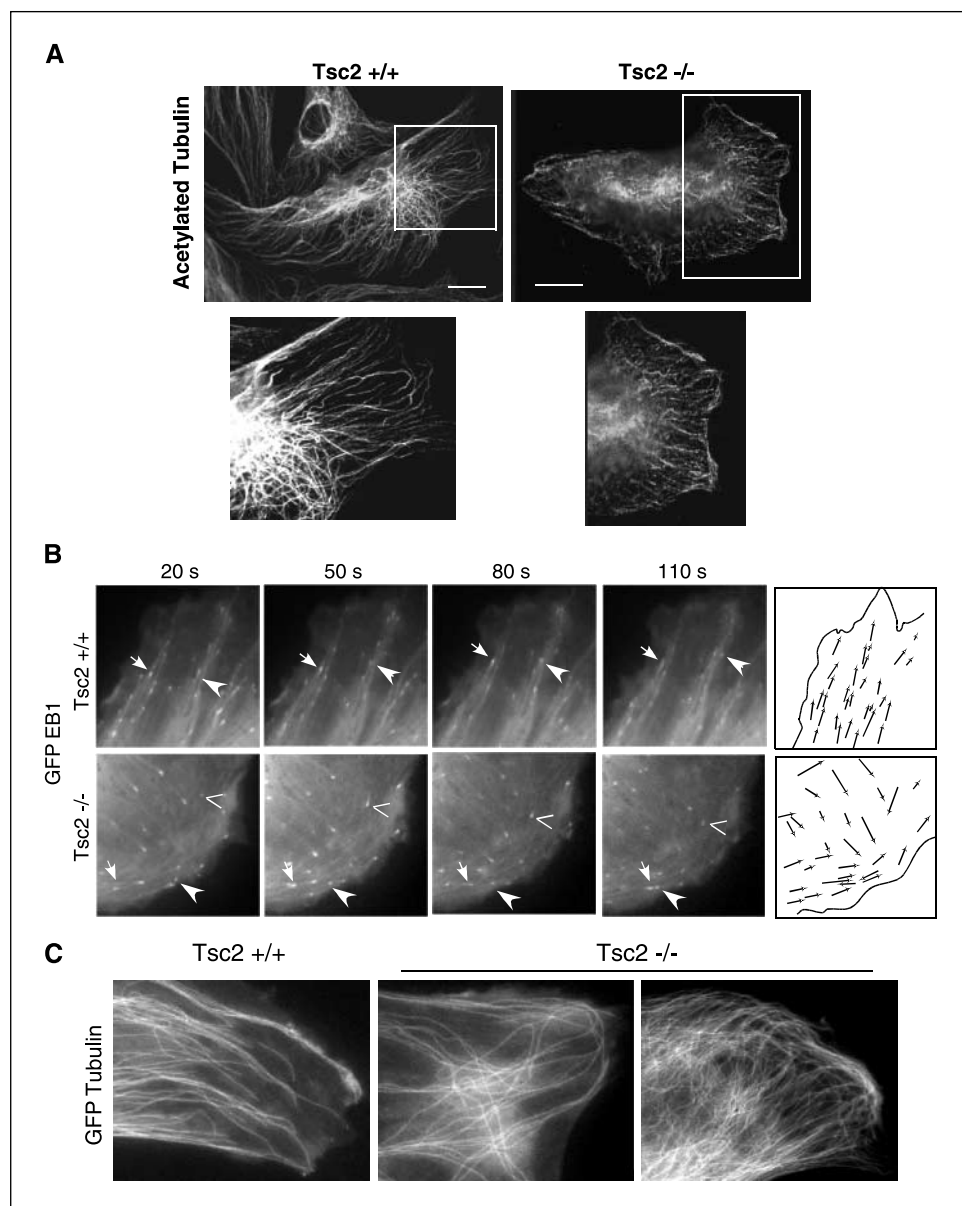 A
Tsc2 +/+
Tsc2 -/-
Acetylated Tubulin
B
20 s
50 s
80 s
110 s
GFP EB1
Tsc2 +/+
Tsc2 -/-
C
Tsc2 +/+
Tsc2 -/-
GFP Tubulin